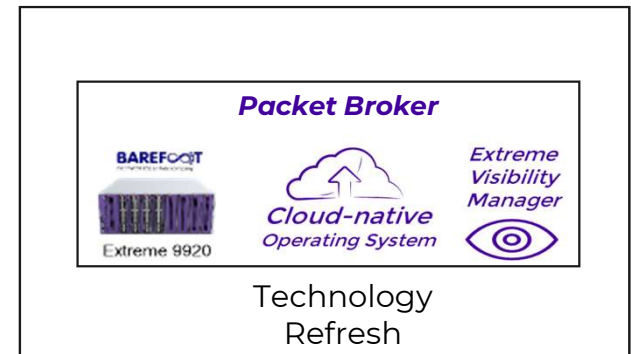 Packet Broker
BAREFOOT
Extreme 9920
Cloud-native
Operating System
Extreme
Visibility
Manager
Technology
Refresh